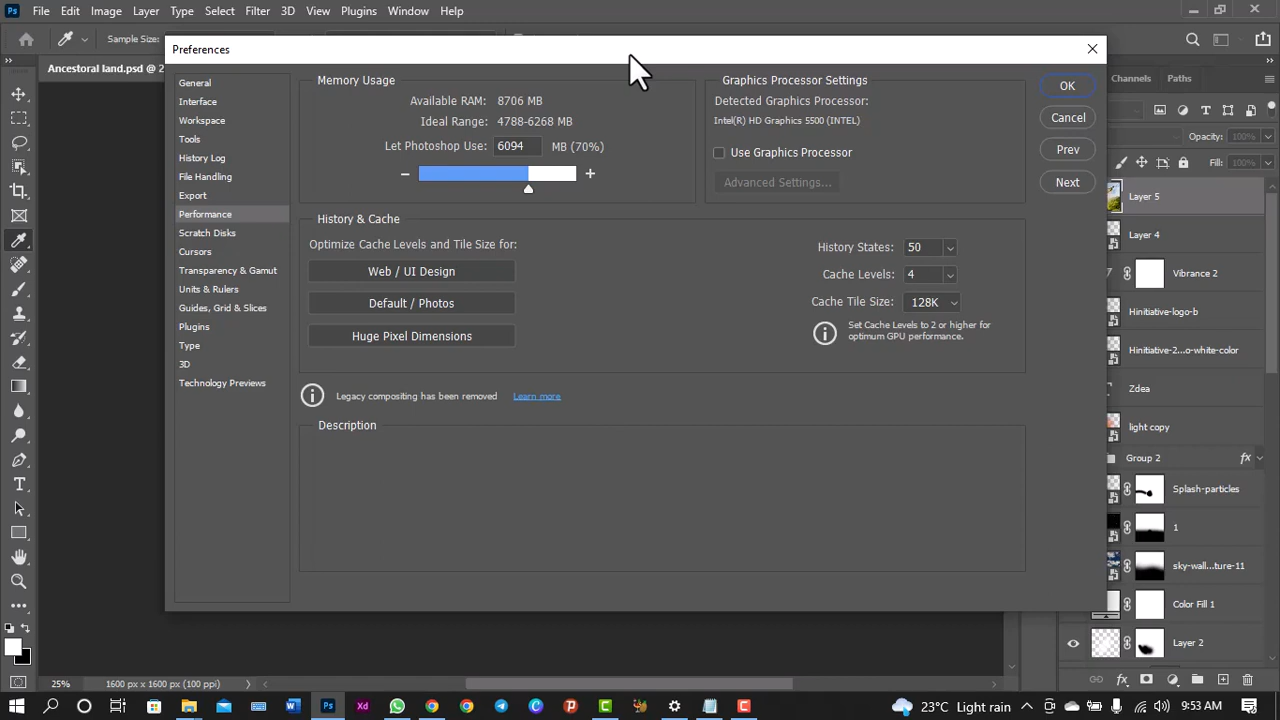 Ps File Edit Image Layer Type Select Filter 3D View Plugins Window Help
Sample Size:
Ancestoral land.psd @ 2
Preferences
General
Interface
Workspace
Tools
History Log
File Handling
Export
Performance
Scratch Disks
Cursors
Transparency & Gamut
Units & Rulers
Guides, Grid & Slices
Plugins
Type
3D
Technology Previews
Memory Usage
Available RAM: 8706 MB
Ideal Range: 4788-6268 MB
Let Photoshop Use: 6094 MB (70%)
Graphics Processor Settings
Detected Graphics Processor:
Intel(R) HD Graphics 5500 (INTEL)
Use Graphics Processor
Advanced Settings...
History & Cache
Optimize Cache Levels and Tile Size for:
Web / UI Design
Default / Photos
Huge Pixel Dimensions
History States: 50
Cache Levels: 4
Cache Tile Size: 128K
Set Cache Levels to 2 or higher for
optimum GPU performance.
Legacy compositing has been removed Learn more
Description
OK
Cancel
Prev
Next
Channels Paths
Opacity: 100%
Fill: 100%
Layer 5
Layer 4
Vibrance 2
Hinitiative-logo-b
Hinitiative-2...o-white-color
Zdea
light copy
Group 2 fx
Splash-particles
1
sky-wall...ture-11
Color Fill 1
Layer 2
25% 1600 px x 1600 px (100 ppi)
23°C Light rain 9:53 AM